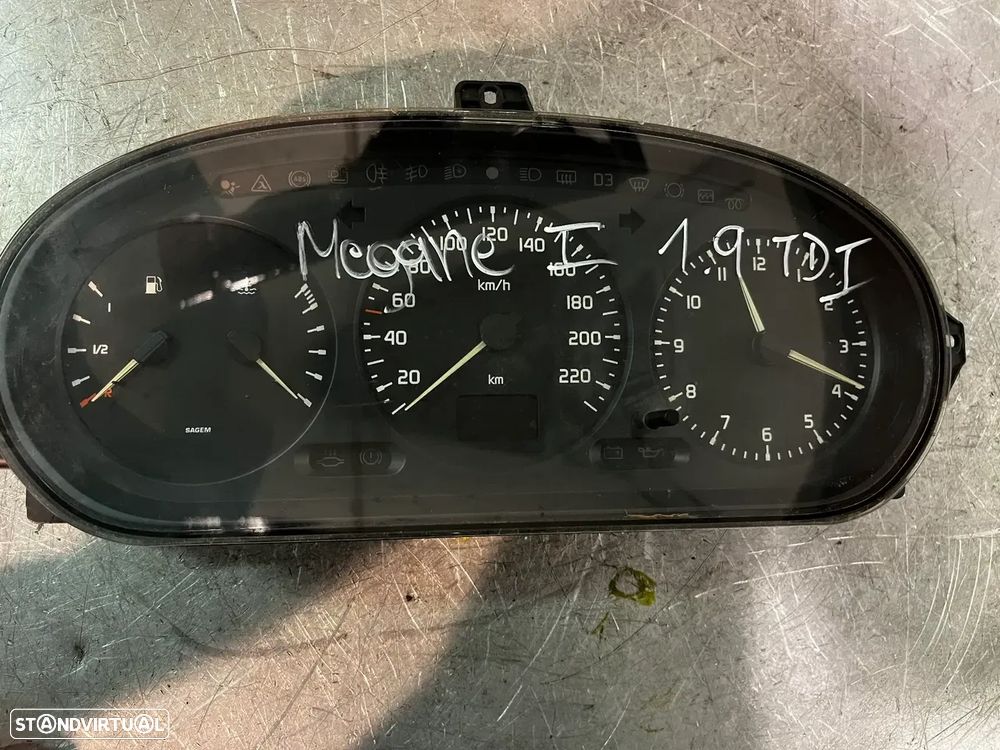 D3
Megane I 1.9 TDI
1
1/2
R
SAGEM
20 40 60 80 100 120 140 160 180 200 220
km/h
km
12 2 3 4 5 6 7 8 9 10 11
STANDVIRTUAL